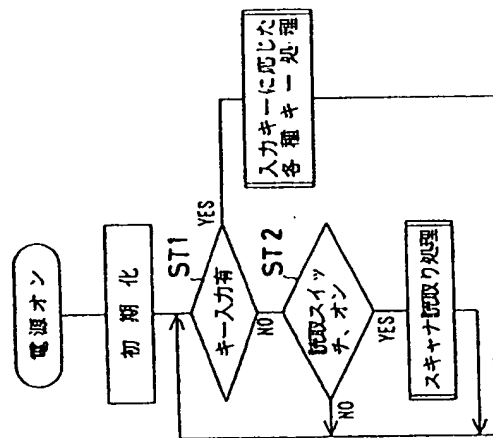 電源オン
初期化
ST1
キー入力有
YES
入力キーに応じた
各種キー処理
NO
ST2
読取スイッ
チ、オン
NO
YES
スキャナ読取り処理